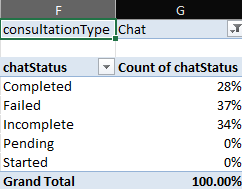 F G
consultationType Chat
chatStatus Count of chatStatus
Completed 28%
Failed 37%
Incomplete 34%
Pending 0%
Started 0%
Grand Total 100.00%